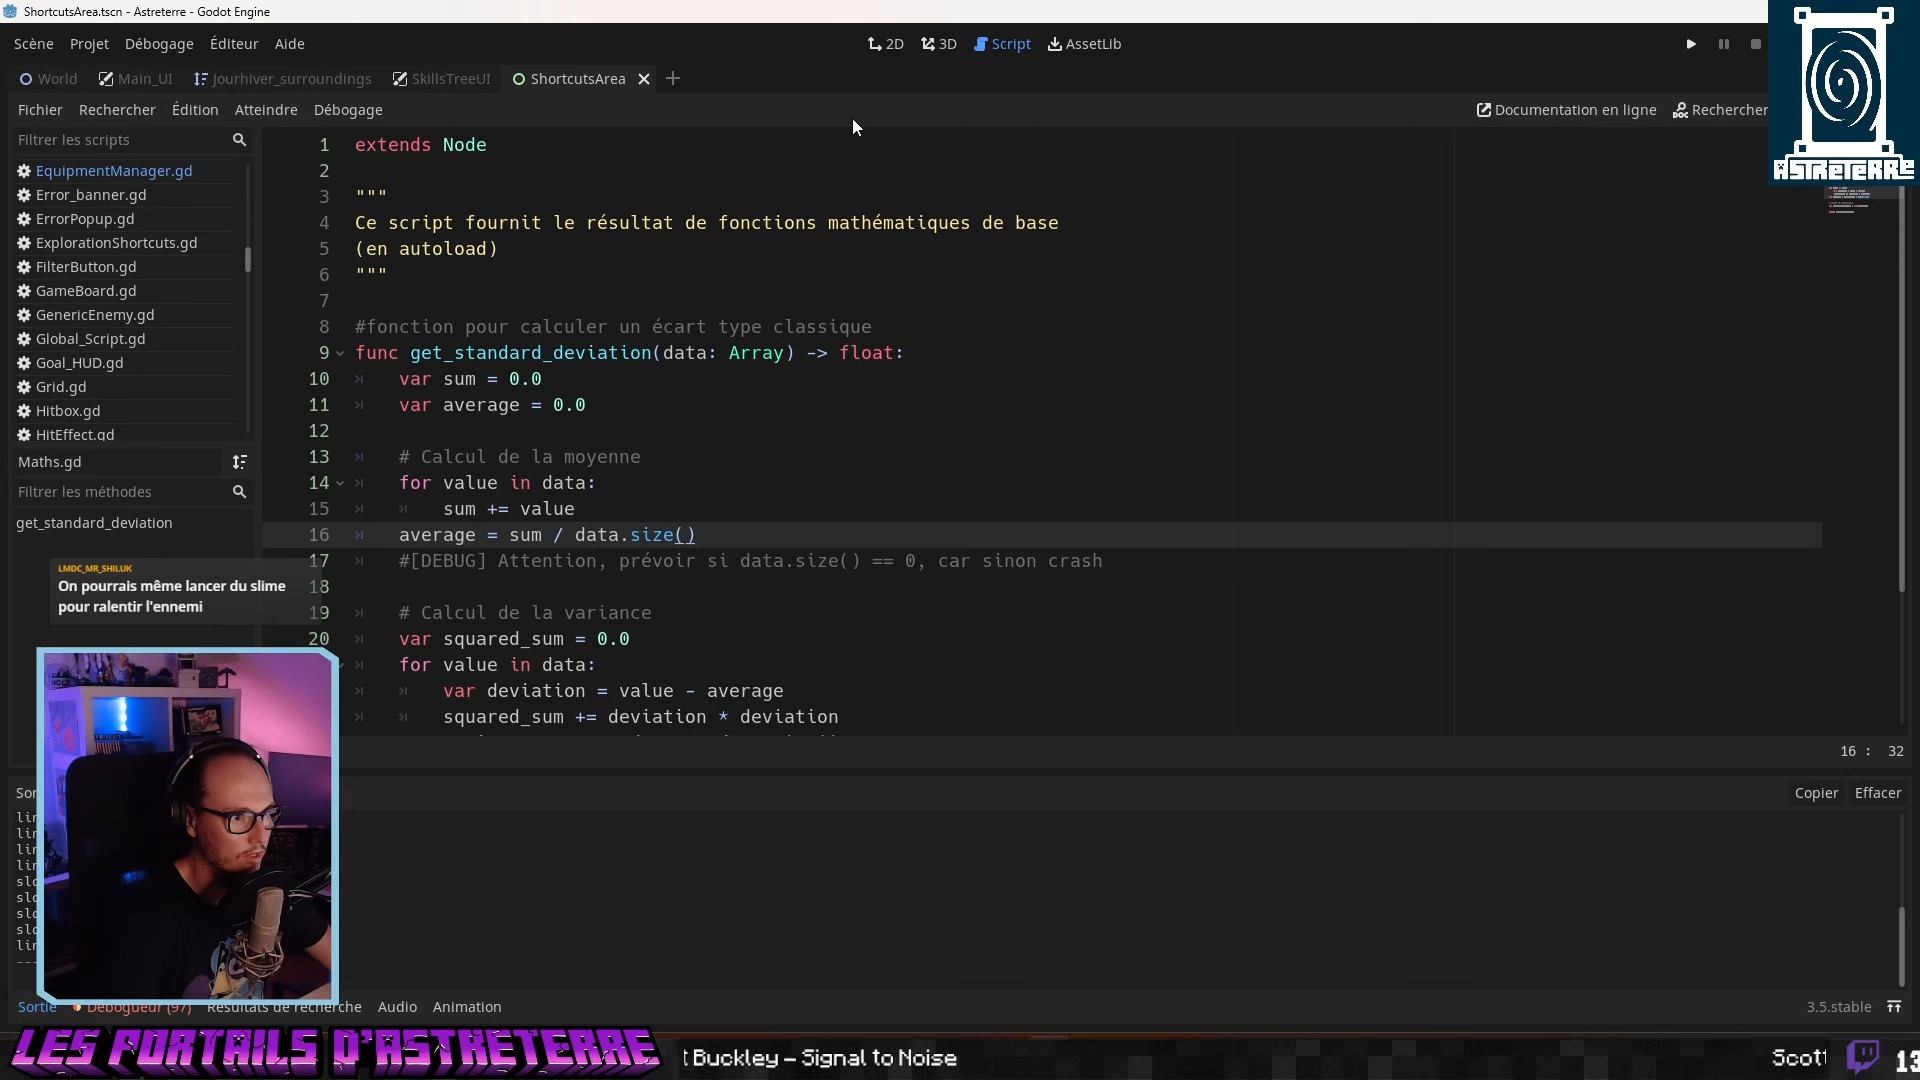 ShortcutsArea.tscn - Astreterre - Godot Engine
Scène Projet Débogage Éditeur Aide
2D 3D Script AssetLib
World Main_UI Jourhiver_surroundings SkillsTreeUI ShortcutsArea
Fichier Rechercher Édition Atteindre Débogage
Documentation en ligne Rechercher
ASTRETERRE
Filtrer les scripts
EquipmentManager.gd
Error_banner.gd
ErrorPopup.gd
ExplorationShortcuts.gd
FilterButton.gd
GameBoard.gd
GenericEnemy.gd
Global_Script.gd
Goal_HUD.gd
Grid.gd
Hitbox.gd
HitEffect.gd
Maths.gd
Filtrer les méthodes
get_standard_deviation
LMDC_MR_SHILUK
On pourrais même lancer du slime
pour ralentir l'ennemi
1 extends Node
2
3 """
4 Ce script fournit le résultat de fonctions mathématiques de base
5 (en autoload)
6 """
7
8 #fonction pour calculer un écart type classique
9 func get_standard_deviation(data: Array) -> float:
10 var sum = 0.0
11 var average = 0.0
12
13 # Calcul de la moyenne
14 for value in data:
15 sum += value
16 average = sum / data.size()
17 #[DEBUG] Attention, prévoir si data.size() == 0, car sinon crash
18
19 # Calcul de la variance
20 var squared_sum = 0.0
for value in data:
var deviation = value - average
squared_sum += deviation * deviation
16 : 32
Copier Effacer
Sortie Débogueur (97) Résultats de recherche Audio Animation
3.5.stable
LES PORTAILS D'ASTRETERRE
t Buckley – Signal to Noise
Scott
13